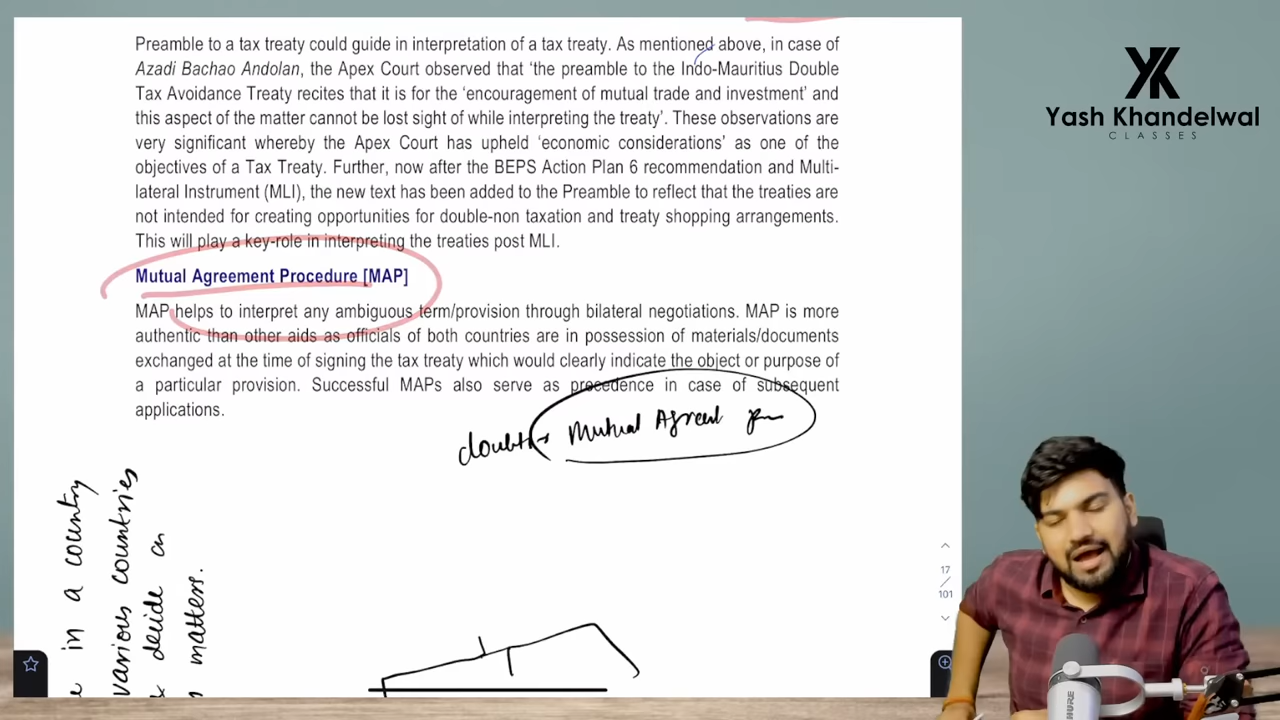 Preamble to a tax treaty could guide in interpretation of a tax treaty. As mentioned above, in case of
Azadi Bachao Andolan, the Apex Court observed that ‘the preamble to the Indo-Mauritius Double
Tax Avoidance Treaty recites that it is for the ‘encouragement of mutual trade and investment’ and
this aspect of the matter cannot be lost sight of while interpreting the treaty’. These observations are
very significant whereby the Apex Court has upheld ‘economic considerations’ as one of the
objectives of a Tax Treaty. Further, now after the BEPS Action Plan 6 recommendation and Multi-
lateral Instrument (MLI), the new text has been added to the Preamble to reflect that the treaties are
not intended for creating opportunities for double-non taxation and treaty shopping arrangements.
This will play a key-role in interpreting the treaties post MLI.
Mutual Agreement Procedure [MAP]
MAP helps to interpret any ambiguous term/provision through bilateral negotiations. MAP is more
authentic than other aids as officials of both countries are in possession of materials/documents
exchanged at the time of signing the tax treaty which would clearly indicate the object or purpose of
a particular provision. Successful MAPs also serve as precedence in case of subsequent
applications.
doubt Mutual Agreemt
in a country
various countries
decide on
matters.
17
101
YK
Yash Khandelwal
CLASSES
SHURE